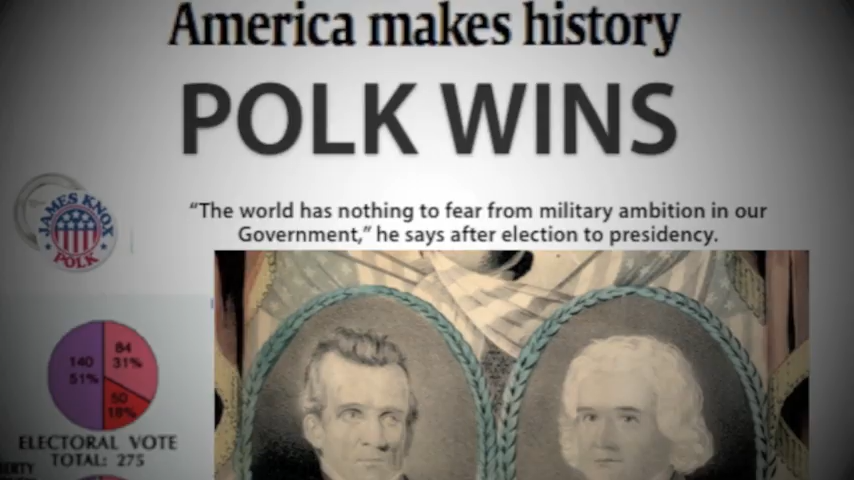 America makes history
POLK WINS
“The world has nothing to fear from military ambition in our
Government,” he says after election to presidency.
JAMES KNOX
POLK
140
51%
84
31%
50
18%
ELECTORAL VOTE
TOTAL: 275
ERTY